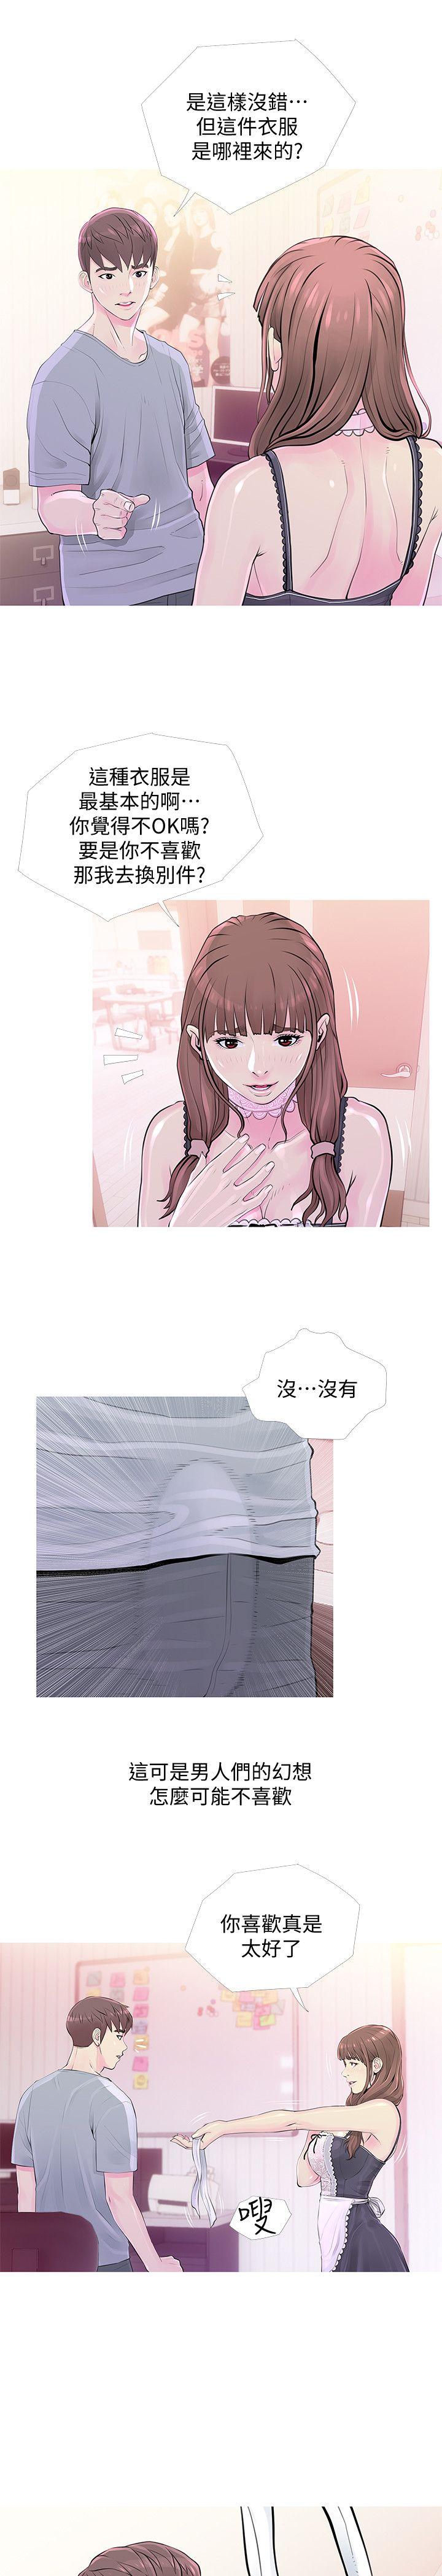 是這樣沒錯⋯
但這件衣服
是哪裡來的?
這種衣服是
最基本的啊⋯
你覺得不OK嗎?
要是你不喜歡
那我去換別件?
沒⋯沒有
這可是男人們的幻想
怎麼可能不喜歡
你喜歡真是
太好了
嗖